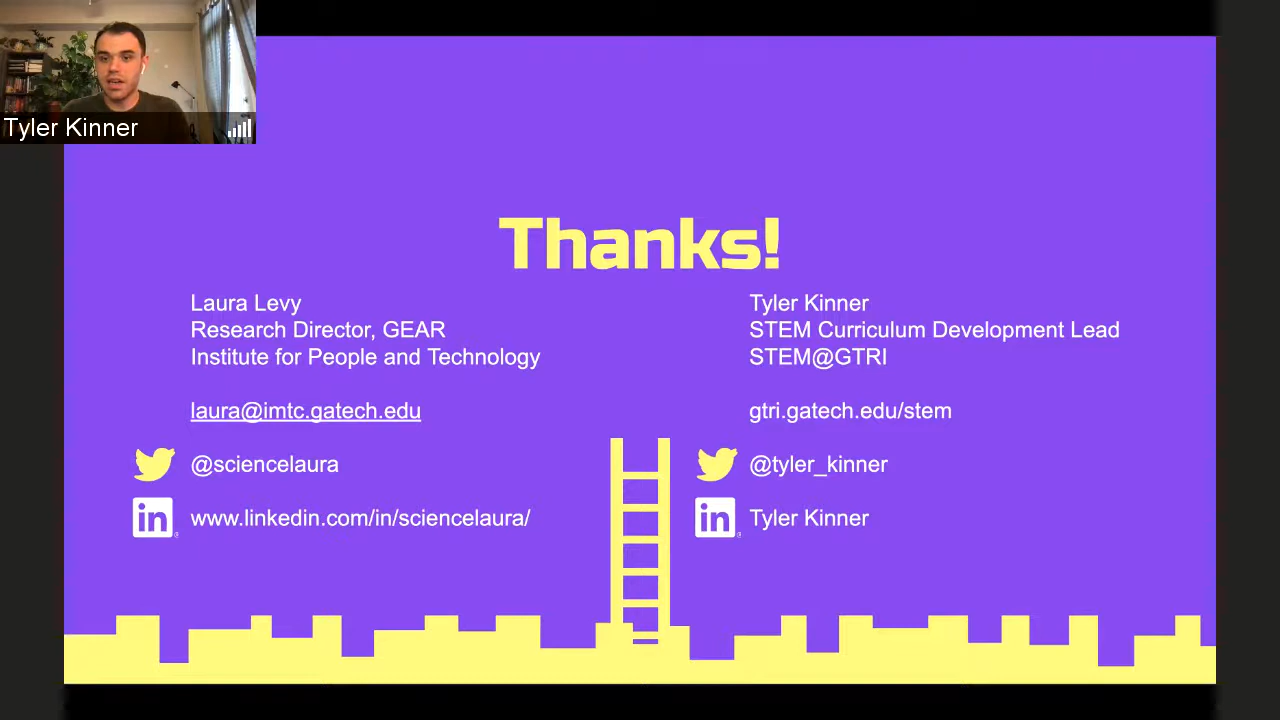 Tyler Kinner
Thanks!
Laura Levy
Research Director, GEAR
Institute for People and Technology
laura@imtc.gatech.edu
@sciencelaura
in
www.linkedin.com/in/sciencelaura/
Tyler Kinner
STEM Curriculum Development Lead
STEM@GTRI
gtri.gatech.edu/stem
@tyler_kinner
in
Tyler Kinner